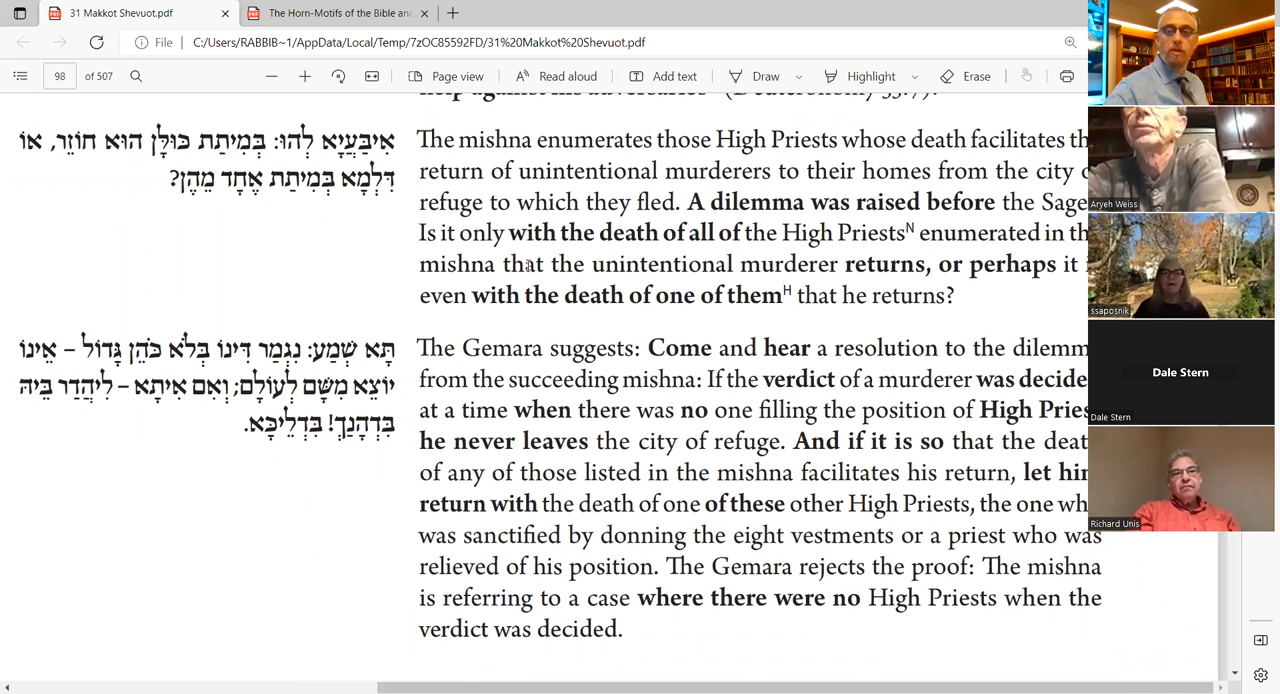 31 Makkot Shevuot.pdf
The Horn-Motifs of the Bible and
File C:/Users/RABBIB~1/AppData/Local/Temp/7zOC85592FD/31%20Makkot%20Shevuot.pdf
98 of 507 Page view Read aloud Add text Draw Highlight Erase
אִיבַּעֲיָא לְהוּ: בְּמִיתַת כּוּלָּן הוּא חוֹזֵר, אוֹ
דִּלְמָא בְּמִיתַת אֶחָד מֵהֶן?
The mishna enumerates those High Priests whose death facilitates th
return of unintentional murderers to their homes from the city
refuge to which they fled. A dilemma was raised before the Sage
Is it only with the death of all of the High Priestsᴺ enumerated in th
mishna that the unintentional murderer returns, or perhaps it
even with the death of one of themᴴ that he returns?
תָּא שְׁמַע: נִגְמַר דִּינוֹ בְּלֹא כֹּהֵן גָּדוֹל – אֵינוֹ
יוֹצֵא מִשָּׁם לְעוֹלָם; וְאִם אִיתָא – לִיהֲדַר בֵּיהּ
בִּדְהָנָךְ! בִּדְלֵיכָּא.
The Gemara suggests: Come and hear a resolution to the dilemm
from the succeeding mishna: If the verdict of a murderer was decide
at a time when there was no one filling the position of High Pries
he never leaves the city of refuge. And if it is so that the deat
of any of those listed in the mishna facilitates his return, let hi
return with the death of one of these other High Priests, the one wh
was sanctified by donning the eight vestments or a priest who was
relieved of his position. The Gemara rejects the proof: The mishna
is referring to a case where there were no High Priests when the
verdict was decided.
Aryeh Weiss
ssaposnik
Dale Stern
Dale Stern
Richard Unis